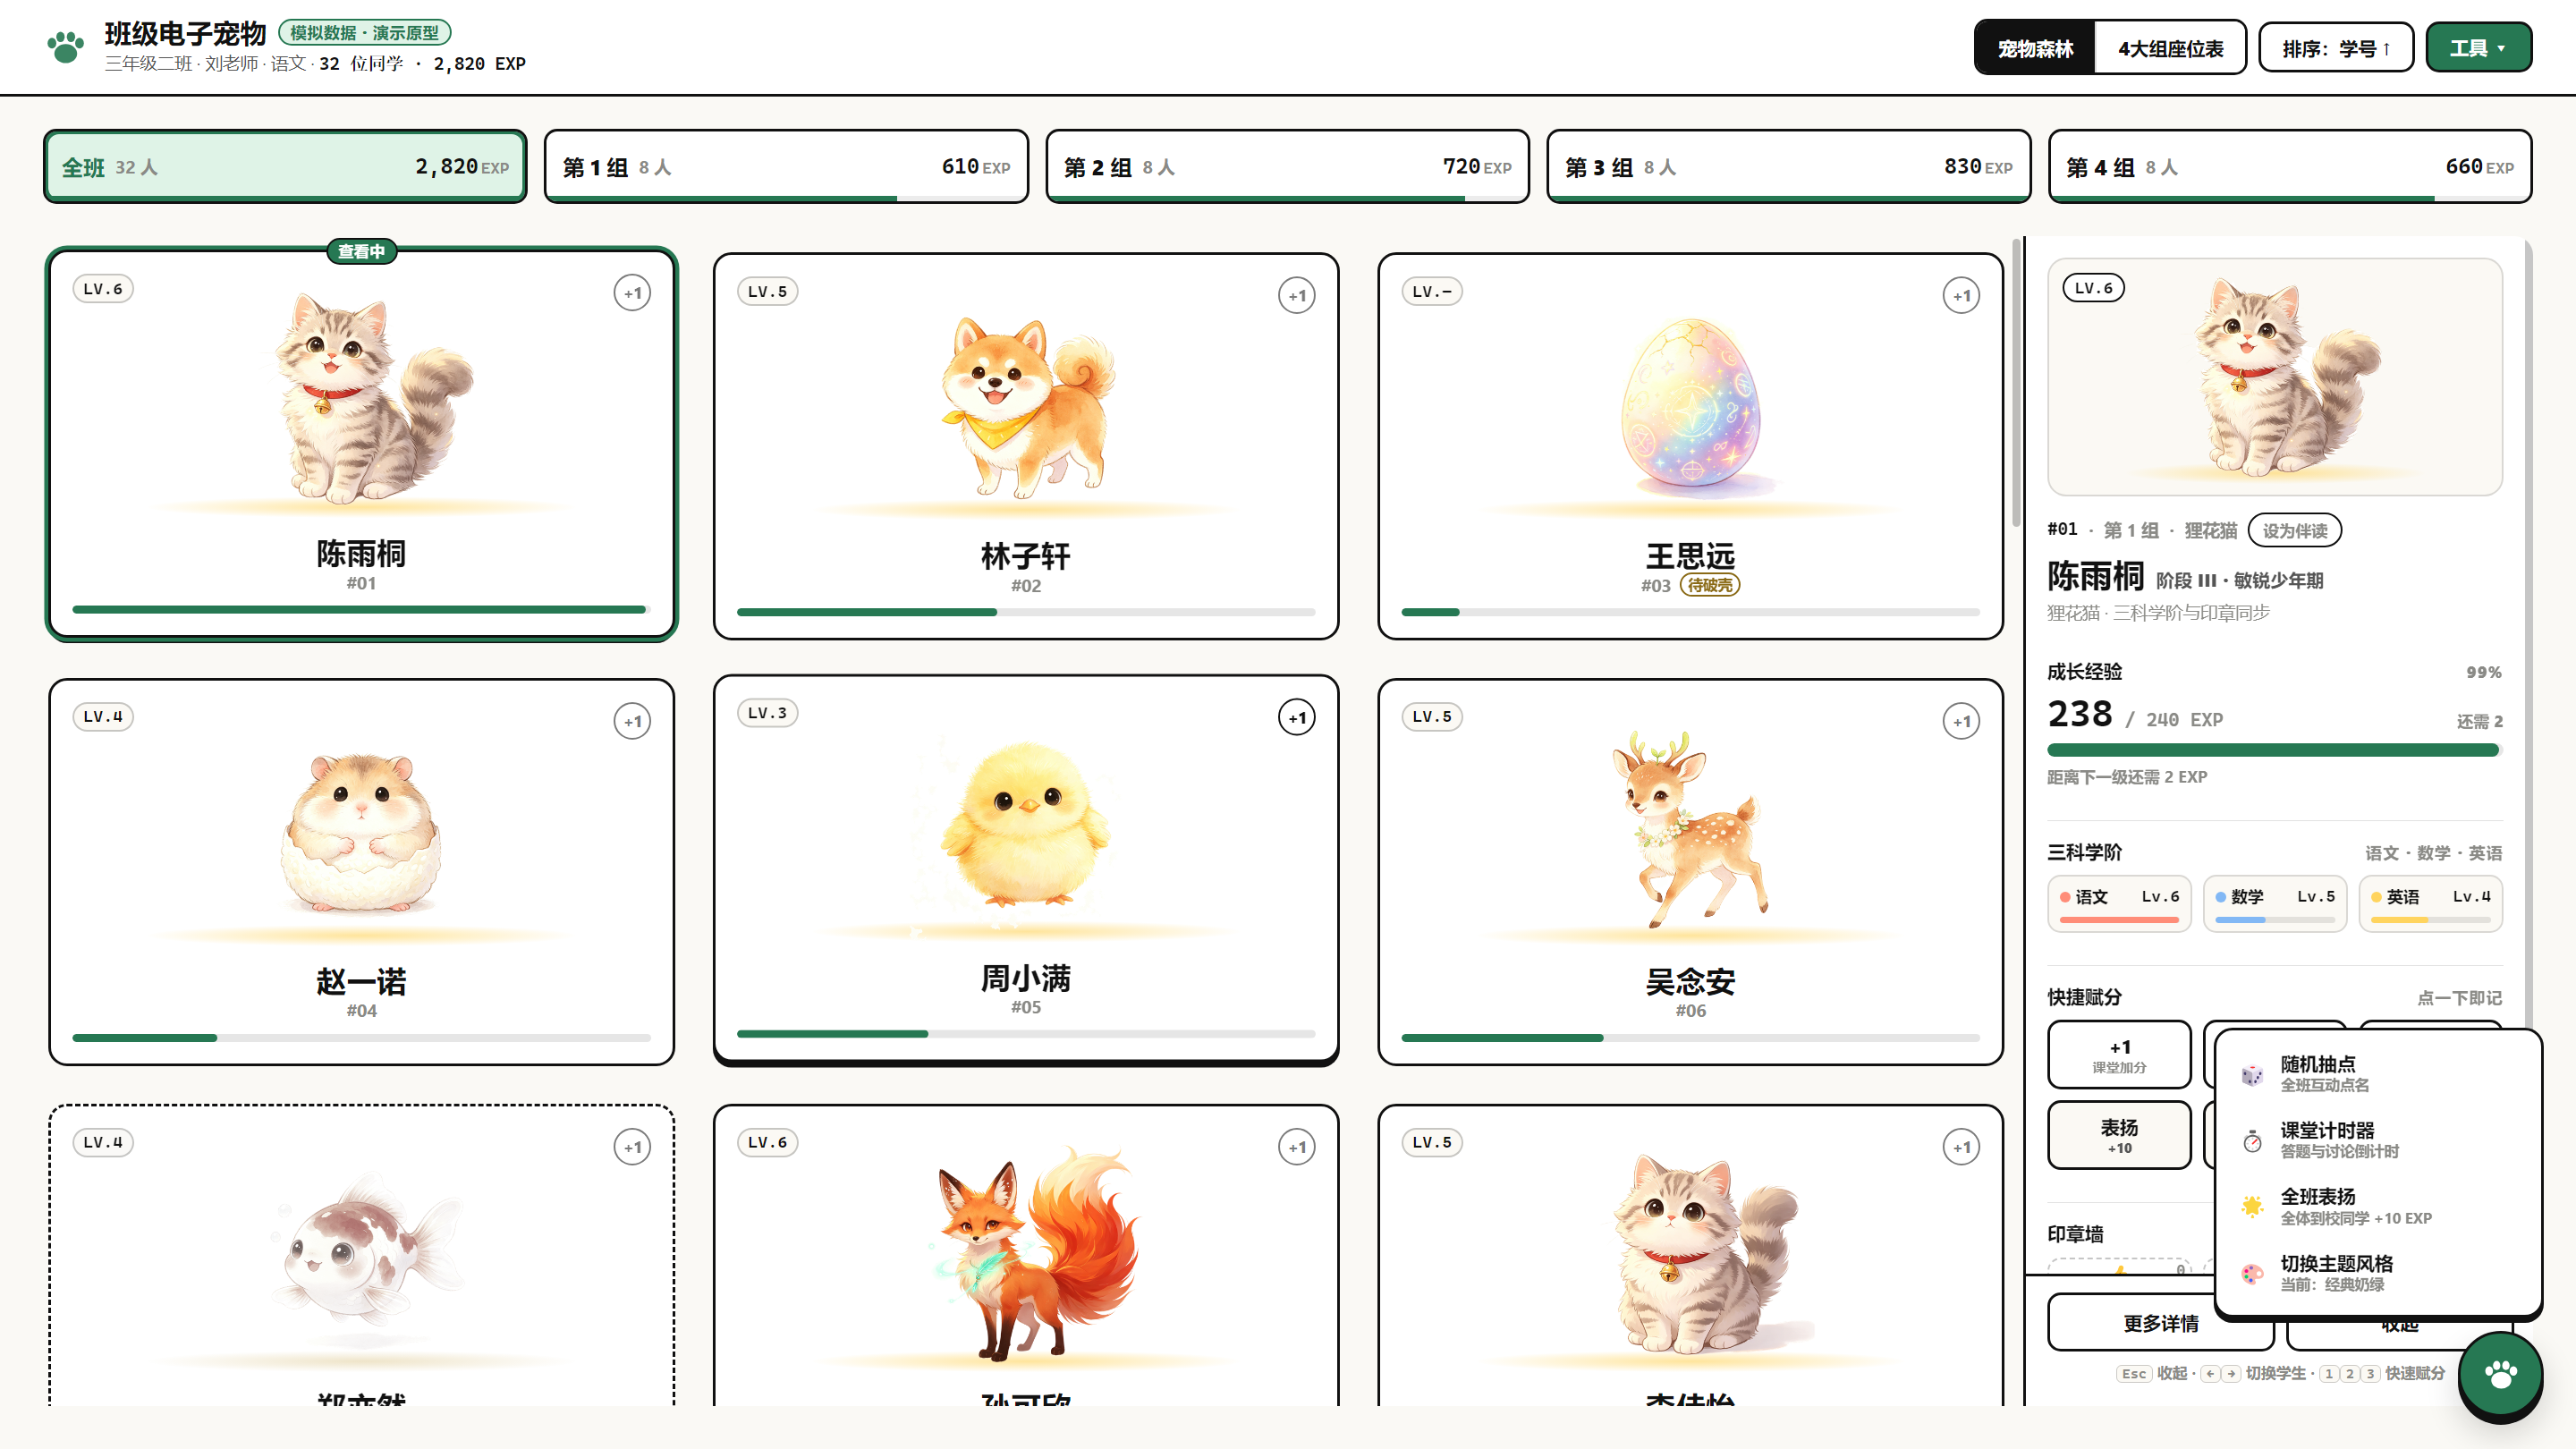 班级电子宠物 模拟数据 · 演示原型
三年级二班 · 刘老师 · 语文 · 32 位同学 · 2,820 EXP
宠物森林 4大组座位表 排序：学号 ↑ 工具 ▾
全班 32 人 2,820 EXP
第 1 组 8 人 610 EXP
第 2 组 8 人 720 EXP
第 3 组 8 人 830 EXP
第 4 组 8 人 660 EXP
查看中
LV.6 +1
陈雨桐
#01
LV.5 +1
林子轩
#02
LV.— +1
王思远
#03 待破壳
LV.4 +1
赵一诺
#04
LV.3 +1
周小满
#05
LV.5 +1
吴念安
#06
LV.4 +1
郑亦然
LV.6 +1
孙可欣
LV.5 +1
李佳怡
LV.6
#01 · 第 1 组 · 狸花猫 设为伴读
陈雨桐 阶段 III · 敏锐少年期
狸花猫 · 三科学阶与印章同步
成长经验 99%
238 / 240 EXP 还需 2
距离下一级还需 2 EXP
三科学阶 语文 · 数学 · 英语
语文 Lv.6 数学 Lv.5 英语 Lv.4
快捷赋分 点一下即记
+1
课堂加分
表扬
+10
印章墙
0
随机抽点
全班互动点名
课堂计时器
答题与讨论倒计时
全班表扬
全体到校同学 +10 EXP
切换主题风格
当前：经典奶绿
更多详情 收起
Esc 收起 · ← → 切换学生 · 1 2 3 快速赋分